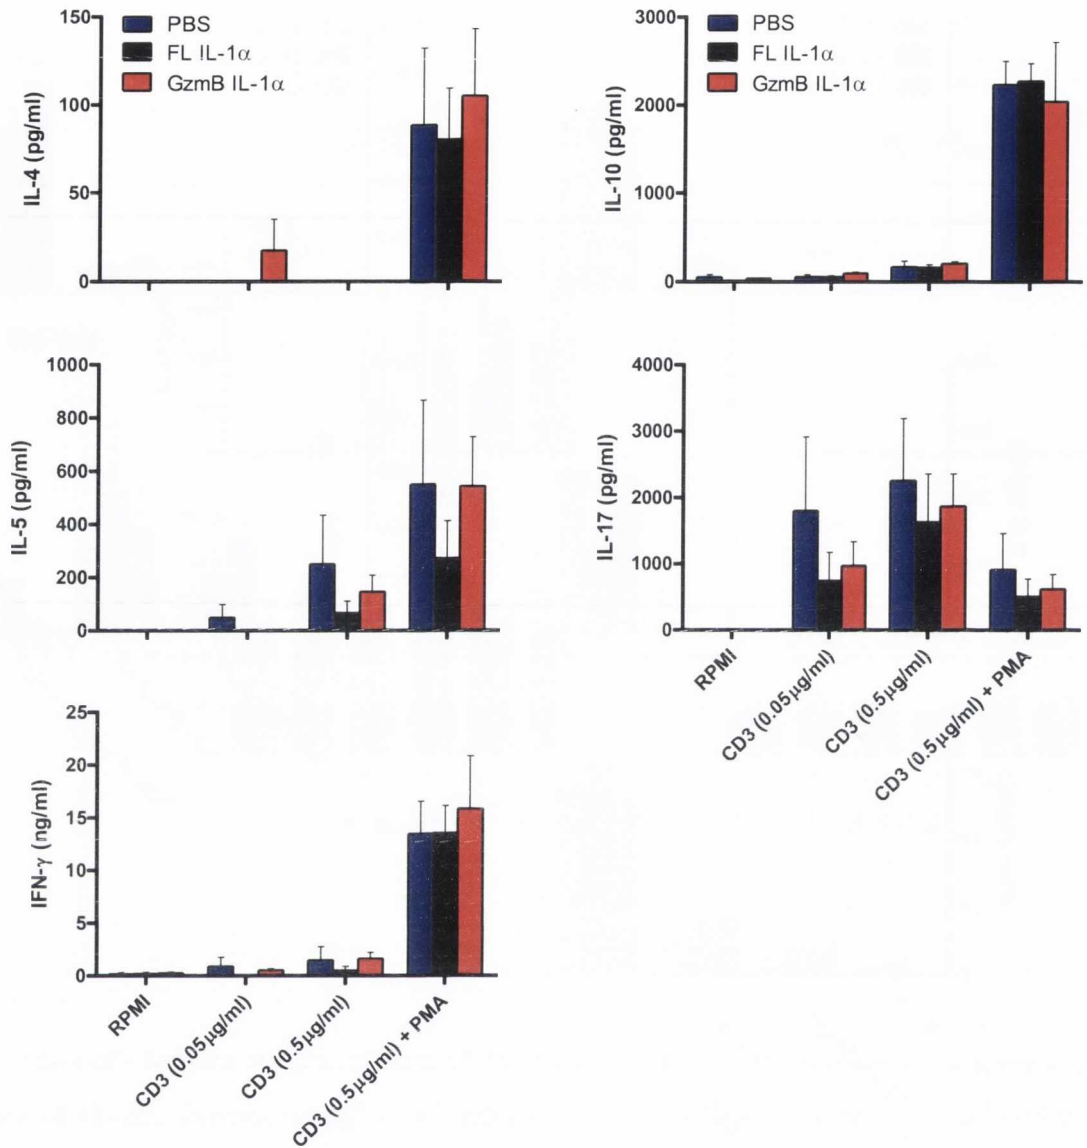 PBS
FL IL-1α
GzmB IL-1α
IL-4 (pg/ml)
150
100
50
0
PBS
FL IL-1α
GzmB IL-1α
IL-10 (pg/ml)
3000
2000
1000
0
IL-5 (pg/ml)
1000
800
600
400
200
0
IL-17 (pg/ml)
4000
3000
2000
1000
0
RPMI
CD3 (0.05μg/ml)
CD3 (0.5μg/ml)
CD3 (0.5μg/ml) + PMA
IFN-γ (ng/ml)
25
20
15
10
5
0
RPMI
CD3 (0.05μg/ml)
CD3 (0.5μg/ml)
CD3 (0.5μg/ml) + PMA